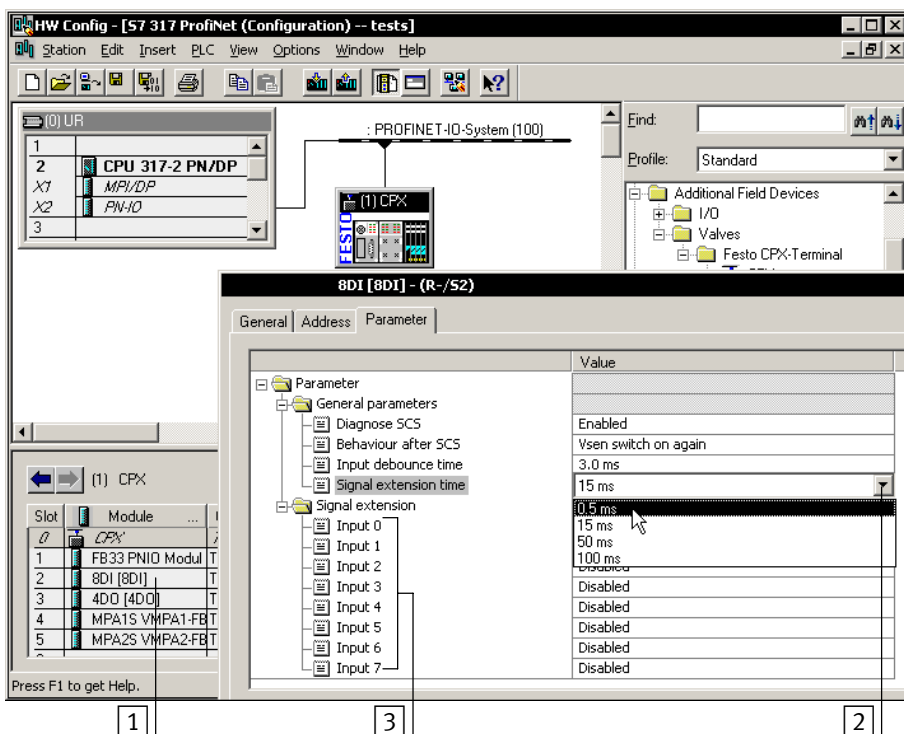 HW Config - [S7 317 ProfiNet (Configuration) -- tests]
Station Edit Insert PLC View Options Window Help
(0) UR
1
2 CPU 317-2 PN/DP
X1 MPI/DP
X2 PN-IO
3
: PROFINET-IO-System (100)
(1) CPX
FESTO
Find:
Profile: Standard
Additional Field Devices
I/O
Valves
Festo CPX-Terminal
8DI [8DI] - (R-/S2)
General Address Parameter
Value
Parameter
General parameters
Diagnose SCS Enabled
Behaviour after SCS Vsen switch on again
Input debounce time 3.0 ms
Signal extension time 15 ms
0.5 ms
15 ms
50 ms
100 ms
Signal extension
Input 0
Input 1
Input 2 Disabled
Input 3 Disabled
Input 4 Disabled
Input 5 Disabled
Input 6 Disabled
Input 7 Disabled
(1) CPX
Slot Module ...
0 CPX
1 FB33 PNIO Modul T
2 8DI [8DI] T
3 4DO [4DO] T
4 MPA1S VMPA1-FB T
5 MPA2S VMPA2-FB T
Press F1 to get Help.
1 3 2